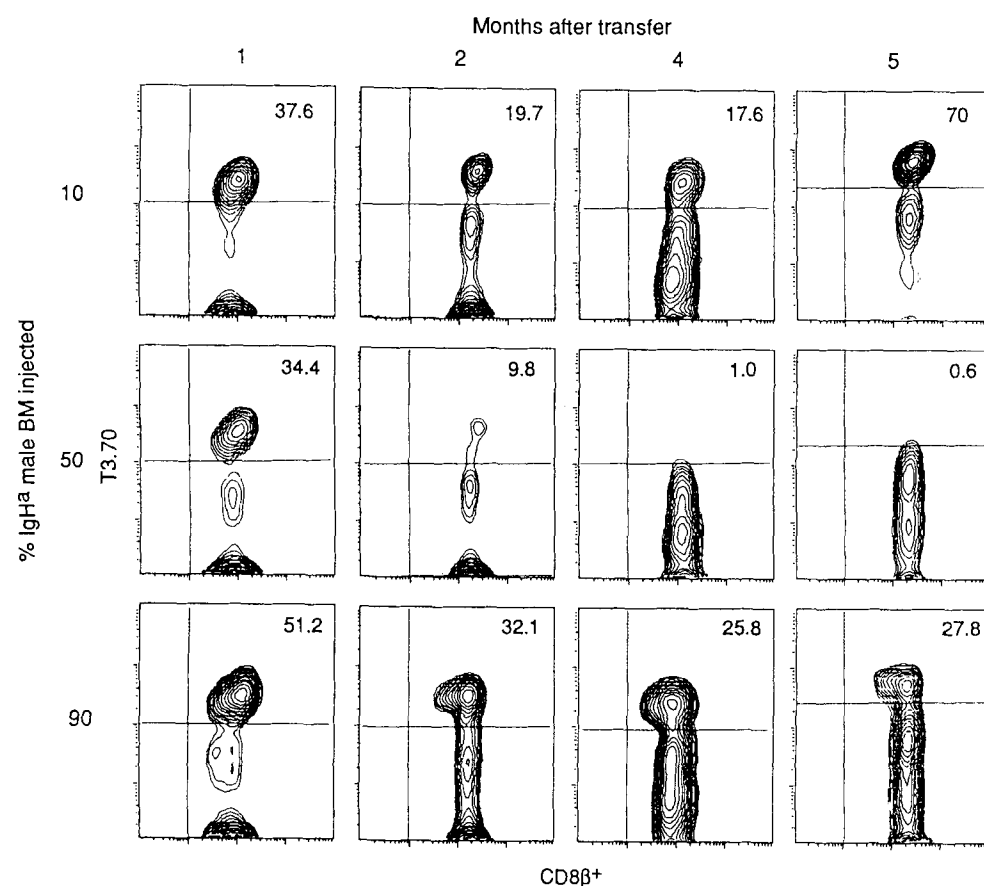 Months after transfer
1 2 4 5
10 37.6 19.7 17.6 70
50 34.4 9.8 1.0 0.6
90 51.2 32.1 25.8 27.8
% IgHa male BM injected
T3.70
CD8β+